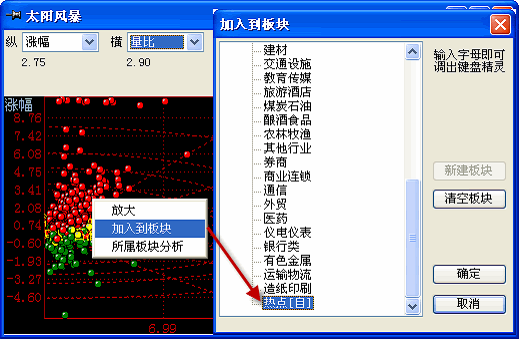 太阳风暴
纵 涨幅 横 量比
2.75 2.90
涨幅
8.76
7.42
6.08
4.75
3.41
2.08
0.74
-0.60
-1.93
-3.27
-4.60
6.99
放大
加入到板块
所属板块分析
加入到板块
建材
交通设施
教育传媒
旅游酒店
煤炭石油
酿酒食品
农林牧渔
其他行业
券商
商业连锁
通信
外贸
医药
仪电仪表
银行类
有色金属
运输物流
造纸印刷
热点[自]
输入字母即可
调出键盘精灵
新建板块
清空板块
确定
取消